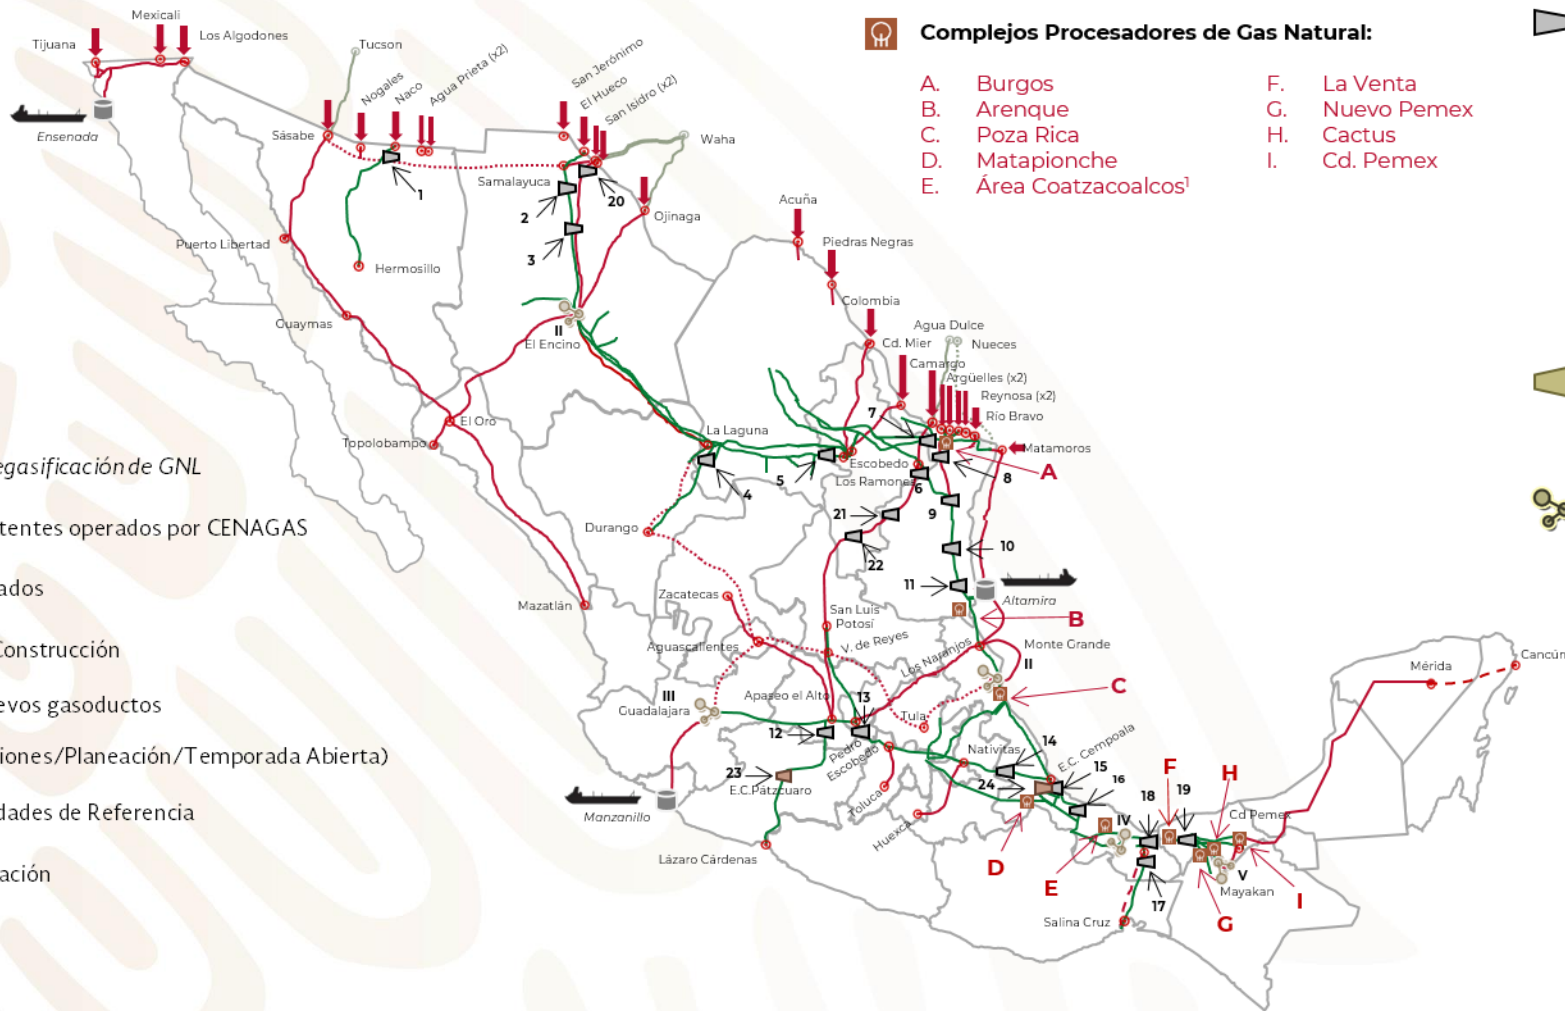 Complejos Procesadores de Gas Natural:
A. Burgos
B. Arenque
C. Poza Rica
D. Matapionche
E. Área Coatzacoalcos¹
F. La Venta
G. Nuevo Pemex
H. Cactus
I. Cd. Pemex
Mexicali
Tijuana
Los Algodones
Ensenada
Tucson
Sásabe
Nogales
Naco
Agua Prieta (x2)
San Jerónimo
El Hueco
San Isidro (x2)
Waha
Samalayuca
1
2
20
3
Ojinaga
Puerto Libertad
Hermosillo
Guaymas
II
El Encino
Acuña
Piedras Negras
Colombia
Agua Dulce
Nueces
Cd. Mier
Camargo
Argüelles (x2)
Reynosa (x2)
Río Bravo
Matamoros
El Oro
Topolobampo
La Laguna
7
Escobedo
Los Ramones
A
4
5
6
8
9
Durango
21
22
10
11
Altamira
B
Mazatlán
Zacatecas
San Luis
Potosí
Aguascalientes
V. de Reyes
Los Naranjos
Monte Grande
II
C
III
Guadalajara
Apaseo el Alto
13
Tula
12
Pedro
Escobedo
Nativitas
14
E.C. Cempoala
15
16
23
E.C.Pátzcuaro
24
Toluca
Huexca
Manzanillo
Lázaro Cárdenas
D
E
IV
18
F
19
H
Cd Pemex
17
V
Mayakan
I
G
Salina Cruz
Mérida
Cancún
egasificación de GNL
tentes operados por CENAGAS
ados
Construcción
evos gasoductos
iones/Planeación/Temporada Abierta)
dades de Referencia
ación